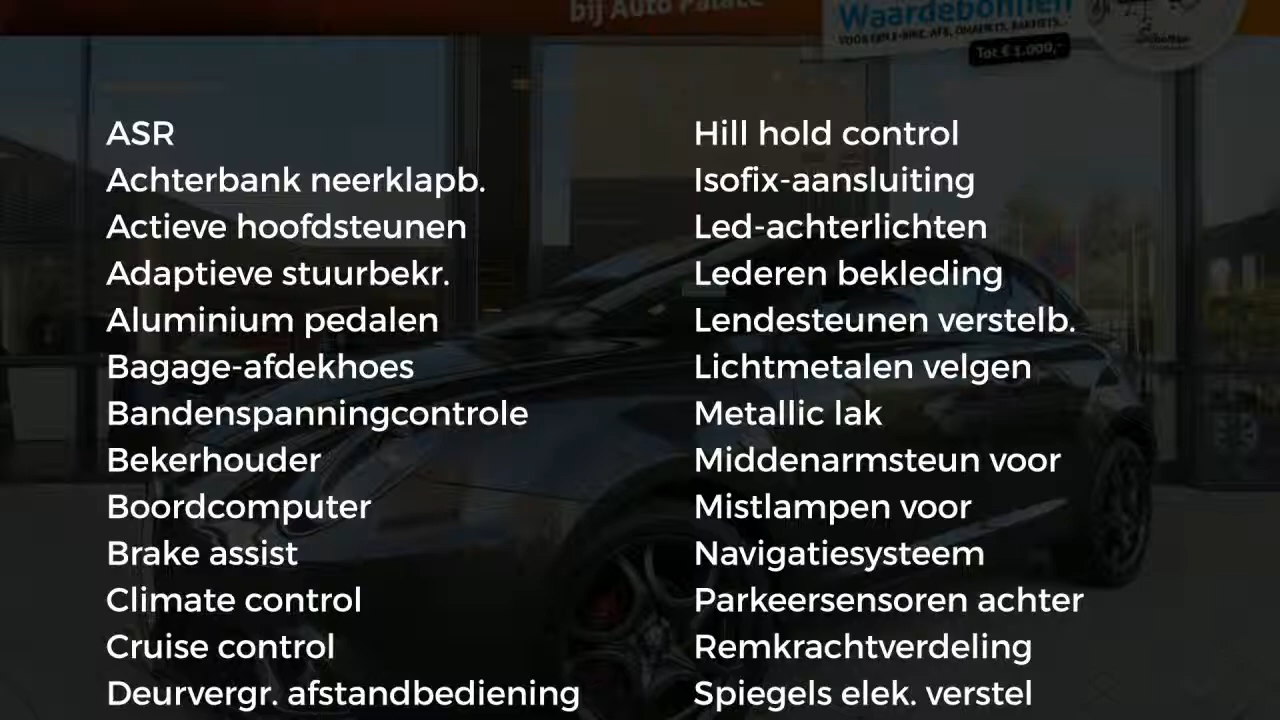 bij Auto Palace
Waardebonnen
Tot € 1.000,-
ASR
Achterbank neerklapb.
Actieve hoofdsteunen
Adaptieve stuurbekr.
Aluminium pedalen
Bagage-afdekhoes
Bandenspanningcontrole
Bekerhouder
Boordcomputer
Brake assist
Climate control
Cruise control
Deurvergr. afstandbediening
Hill hold control
Isofix-aansluiting
Led-achterlichten
Lederen bekleding
Lendesteunen verstelb.
Lichtmetalen velgen
Metallic lak
Middenarmsteun voor
Mistlampen voor
Navigatiesysteem
Parkeersensoren achter
Remkrachtverdeling
Spiegels elek. verstel